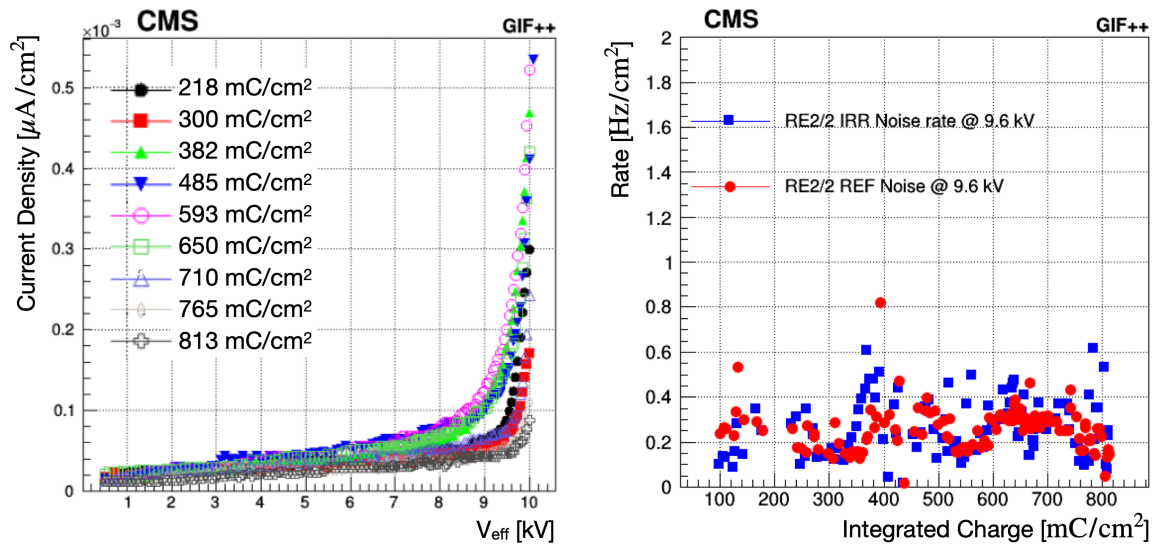 CMS
GIF++
×10⁻³
Current Density [μA/cm²]
0.5
0.4
0.3
0.2
0.1
0
218 mC/cm²
300 mC/cm²
382 mC/cm²
485 mC/cm²
593 mC/cm²
650 mC/cm²
710 mC/cm²
765 mC/cm²
813 mC/cm²
1 2 3 4 5 6 7 8 9 10
V_eff [kV]
CMS
GIF++
Rate [Hz/cm²]
2
1.8
1.6
1.4
1.2
1
0.8
0.6
0.4
0.2
0
RE2/2 IRR Noise rate @ 9.6 kV
RE2/2 REF Noise @ 9.6 kV
100 200 300 400 500 600 700 800
Integrated Charge [mC/cm²]